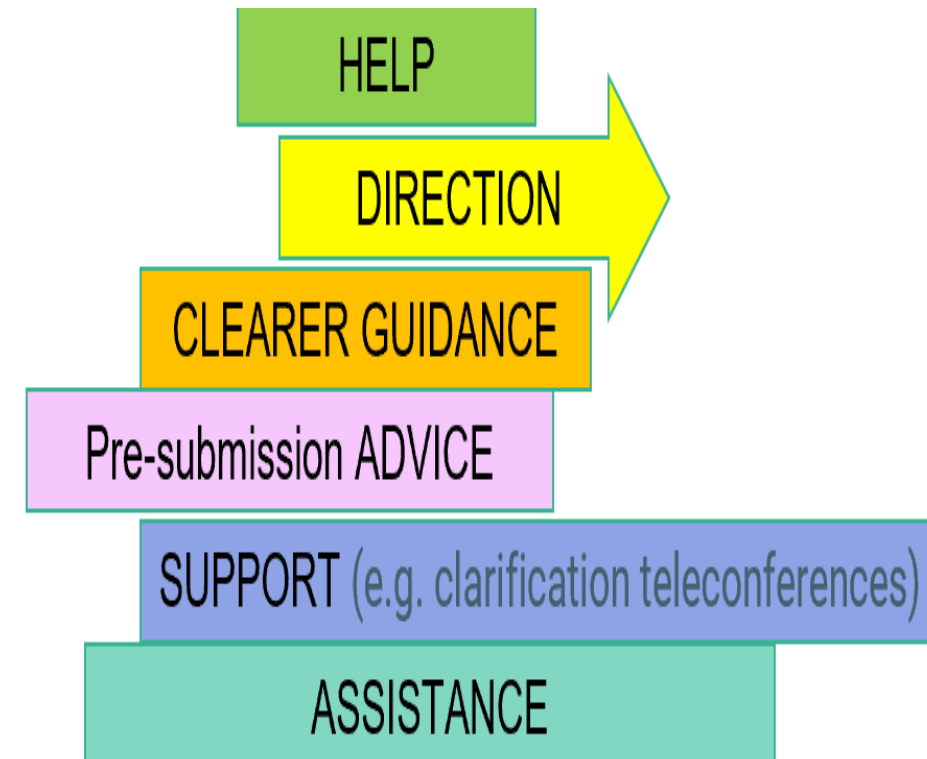 HELP
DIRECTION
CLEARER GUIDANCE
Pre-submission ADVICE
SUPPORT (e.g. clarification teleconferences)
ASSISTANCE